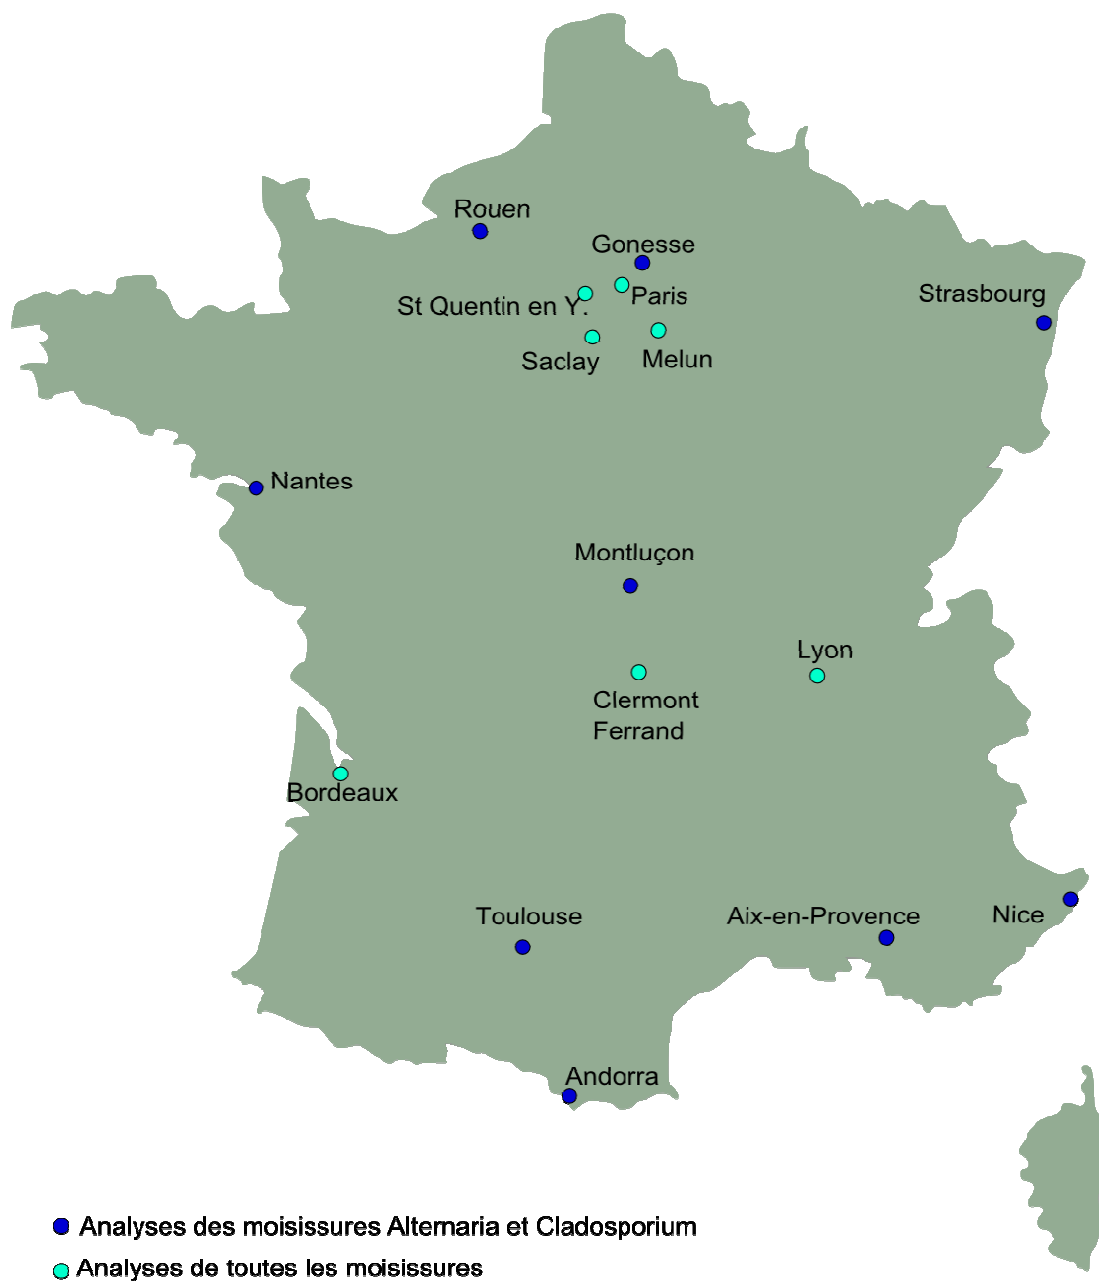 Rouen
Gonesse
Strasbourg
Paris
St Quentin en Y.
Saclay
Melun
Nantes
Montluçon
Lyon
Clermont
Ferrand
Bordeaux
Toulouse
Aix-en-Provence
Nice
Andorra
Analyses des moisissures Alternaria et Cladosporium
Analyses de toutes les moisissures